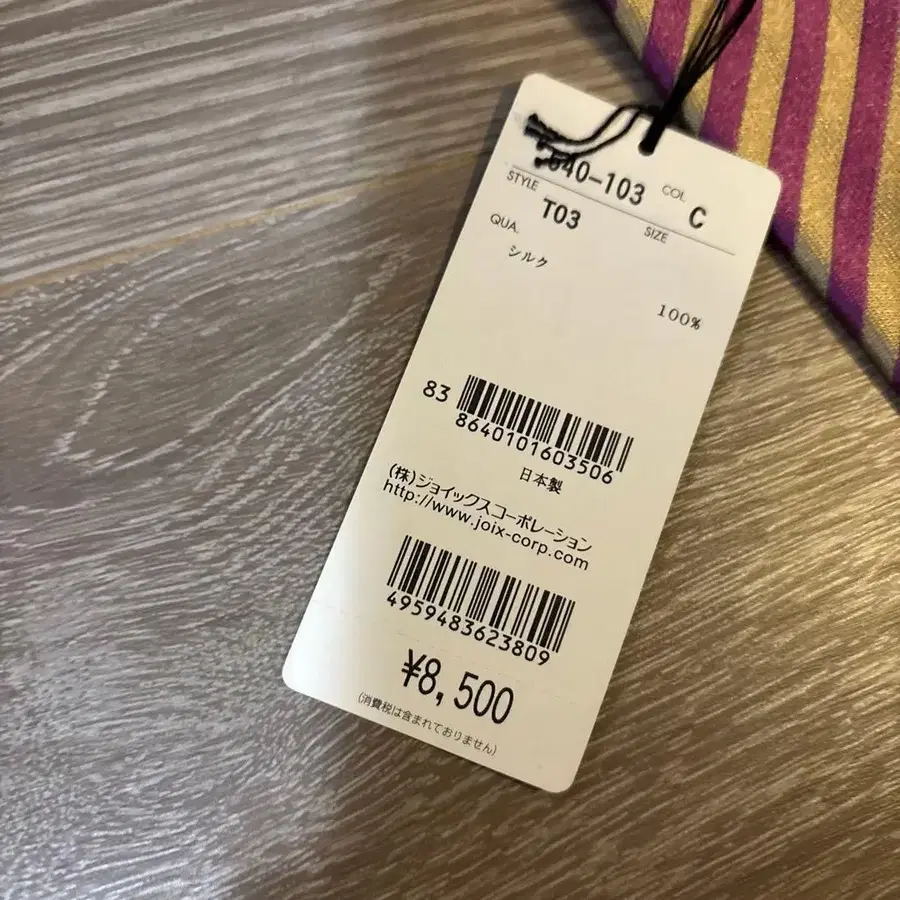 640-103
STYLE COL. C
T03
QUA. SIZE
シルク
100%
83
8640101603506
日本製
(株)ジョイックスコーポレーション
http://www.joix-corp.com
4959483623809
¥8,500
(消費税は含まれておりません)